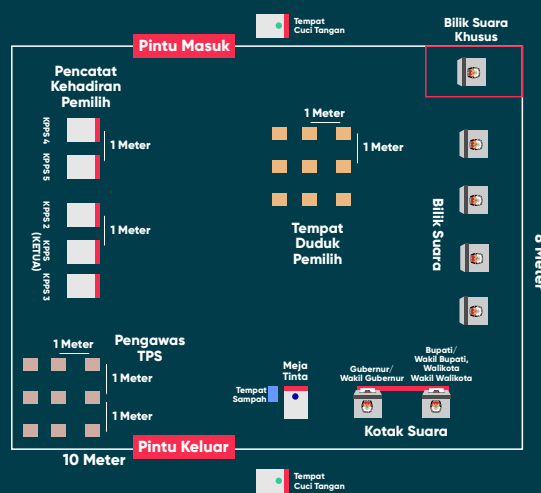 Tempat
Cuci Tangan
Bilik Suara
Khusus
Pintu Masuk
Pencatat
Kehadiran
Pemilih
KPPS 4
1 Meter
KPPS 5
KPPS 2
1 Meter
KPPS
(KETUA)
KPPS 3
1 Meter
1 Meter
Tempat
Duduk
Pemilih
Bilik Suara
8 Meter
1 Meter
Pengawas
TPS
1 Meter
1 Meter
Meja
Tinta
Tempat
Sampah
Gubernur/
Wakil Gubernur
Bupati/
Wakil Bupati,
Walikota
Wakil Walikota
Kotak Suara
Pintu Keluar
10 Meter
Tempat
Cuci Tangan